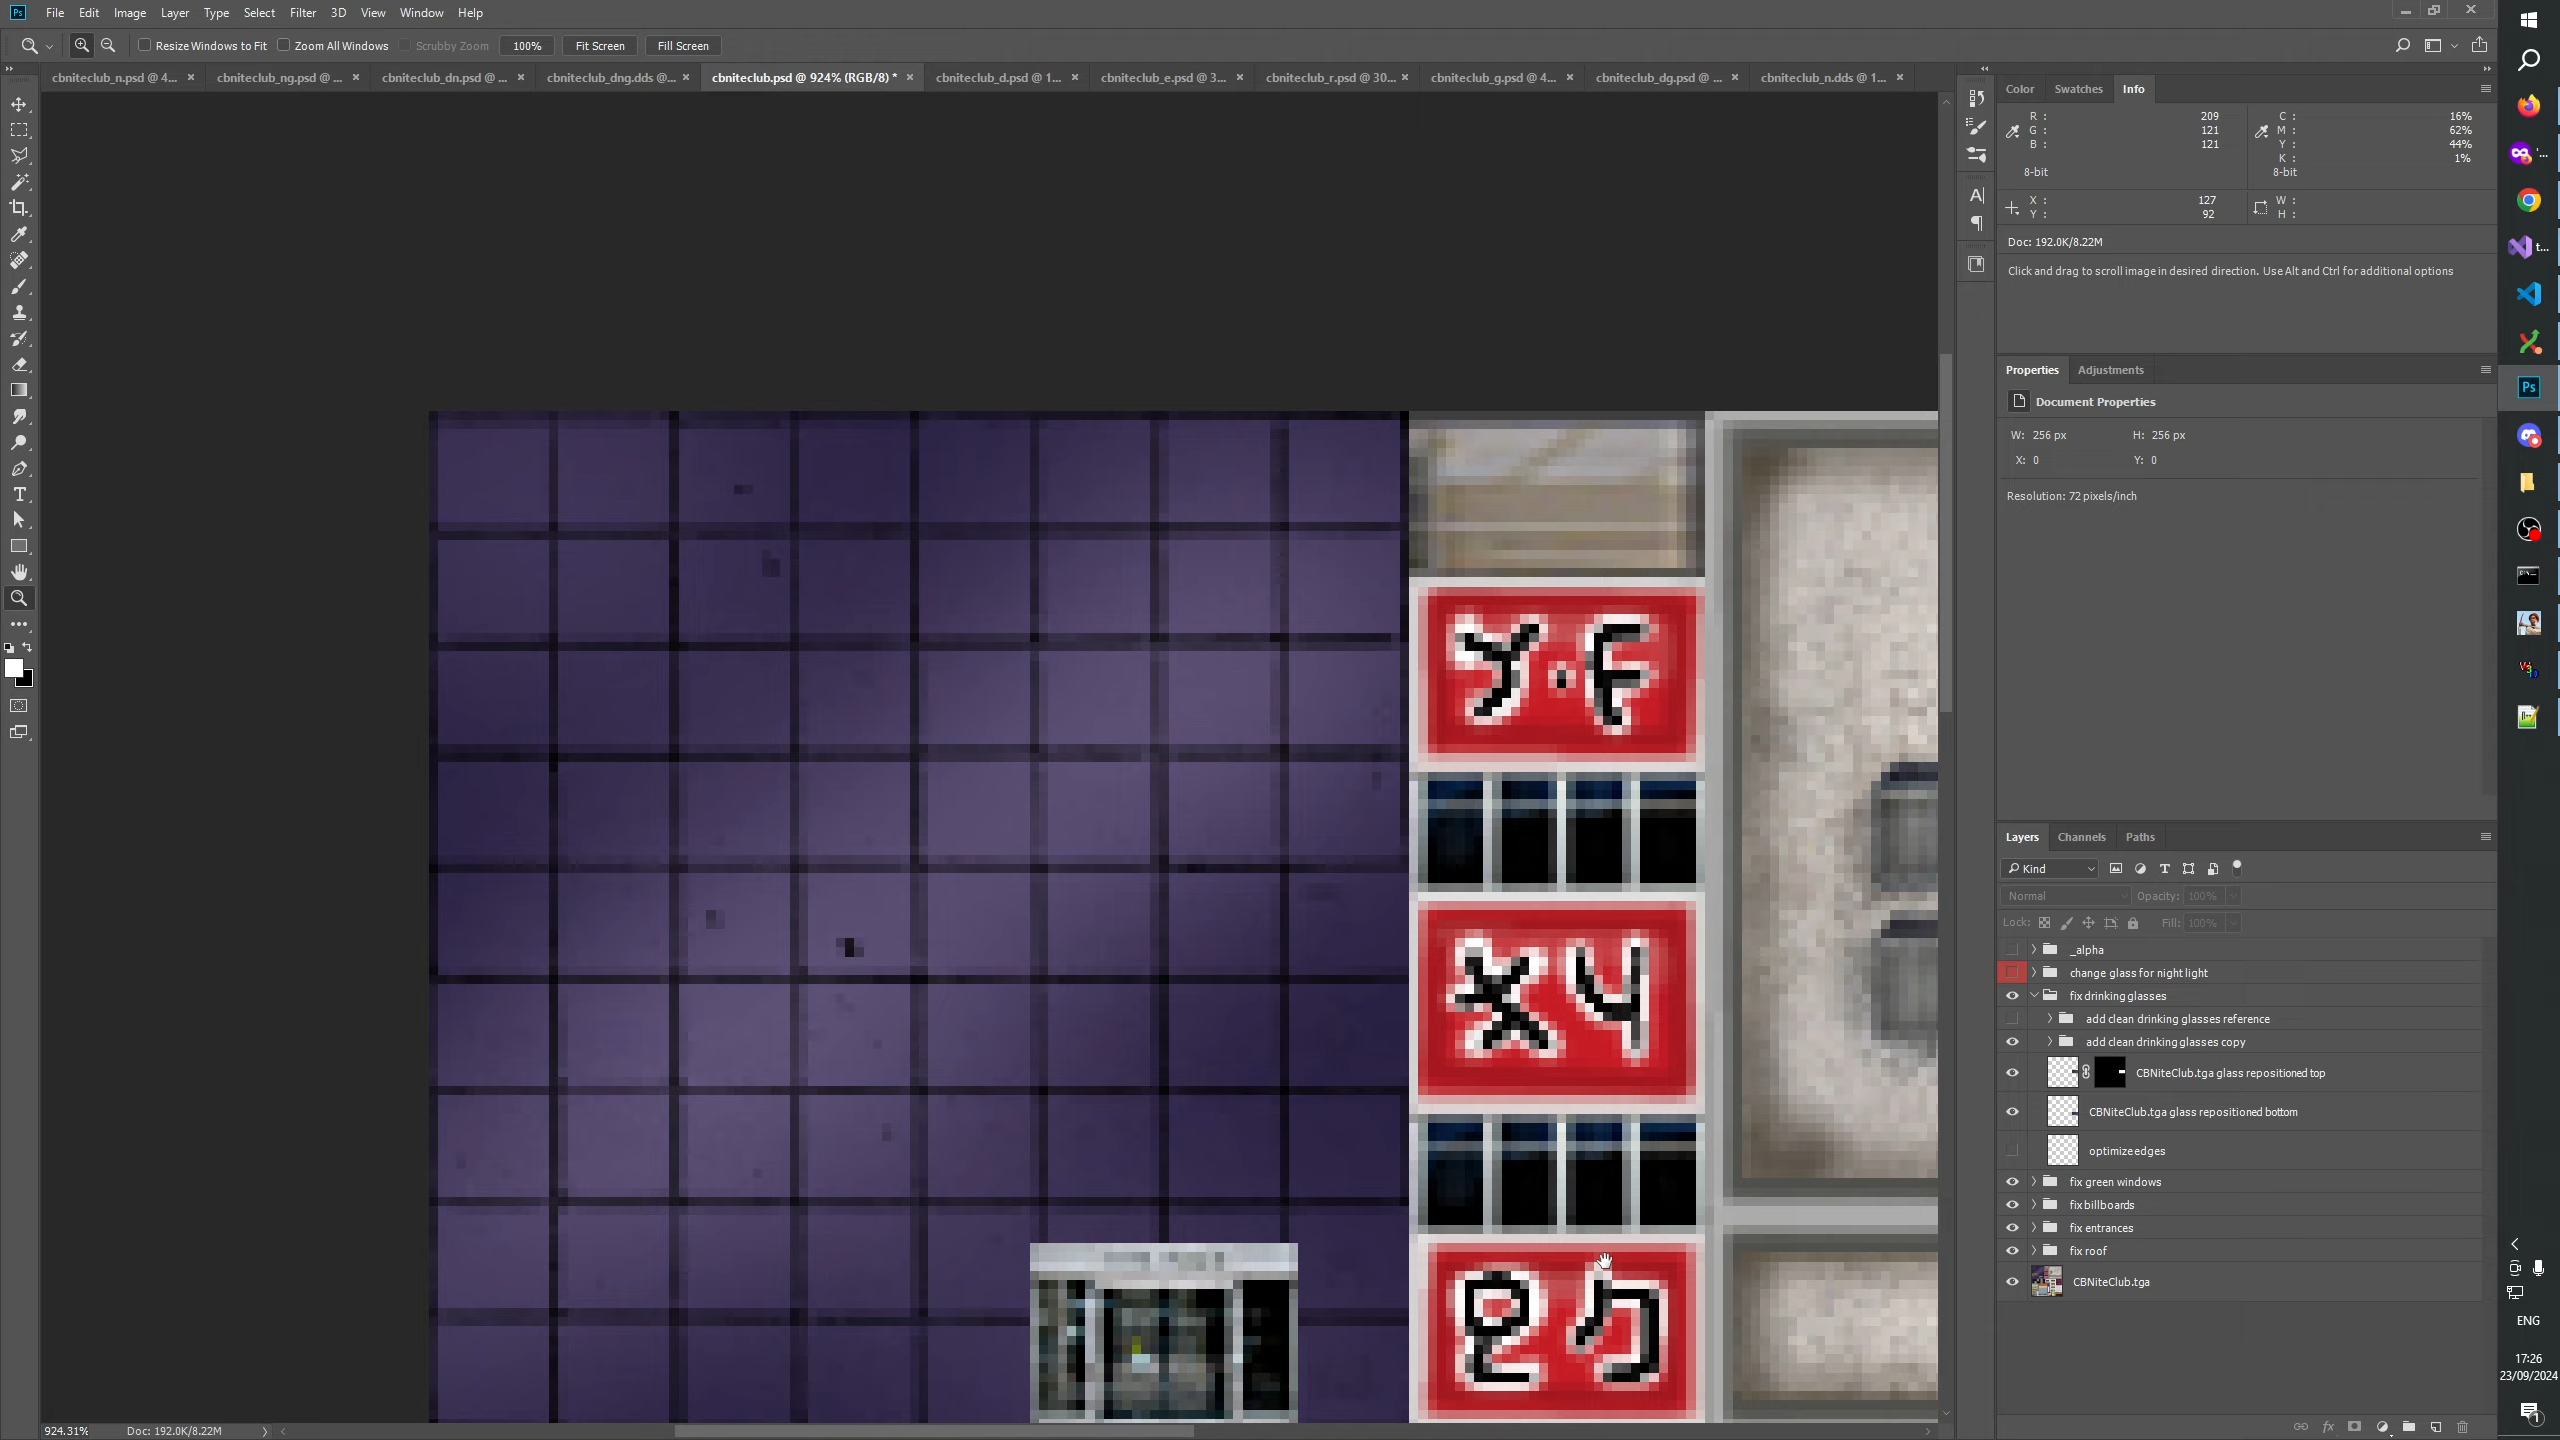 Ps File Edit Image Layer Type Select Filter 3D View Window Help
Resize Windows to Fit Zoom All Windows Scrubby Zoom 100% Fit Screen Fill Screen
cbniteclub_n.psd @ 4... × cbniteclub_ng.psd @ ... × cbniteclub_dn.psd @ ... × cbniteclub_dng.dds @... × cbniteclub.psd @ 924% (RGB/8) * × cbniteclub_d.psd @ 1... × cbniteclub_e.psd @ 3... × cbniteclub_r.psd @ 30... × cbniteclub_g.psd @ 4... × cbniteclub_dg.psd @ ... × cbniteclub_n.dds @ 1... ×
Color Swatches Info
R : 209 C : 16%
G : 121 M : 62%
B : 121 Y : 44%
K : 1%
8-bit 8-bit
X : 127 W :
Y : 92 H :
Doc: 192.0K/8.22M
Click and drag to scroll image in desired direction. Use Alt and Ctrl for additional options
Properties Adjustments
Document Properties
W: 256 px H: 256 px
X: 0 Y: 0
Resolution: 72 pixels/inch
Layers Channels Paths
Kind
Normal Opacity: 100%
Lock: Fill: 100%
_alpha
change glass for night light
fix drinking glasses
add clean drinking glasses reference
add clean drinking glasses copy
CBNiteClub.tga glass repositioned top
CBNiteClub.tga glass repositioned bottom
optimize edges
fix green windows
fix billboards
fix entrances
fix roof
CBNiteClub.tga
924.31% Doc: 192.0K/8.22M
ENG
17:26
23/09/2024